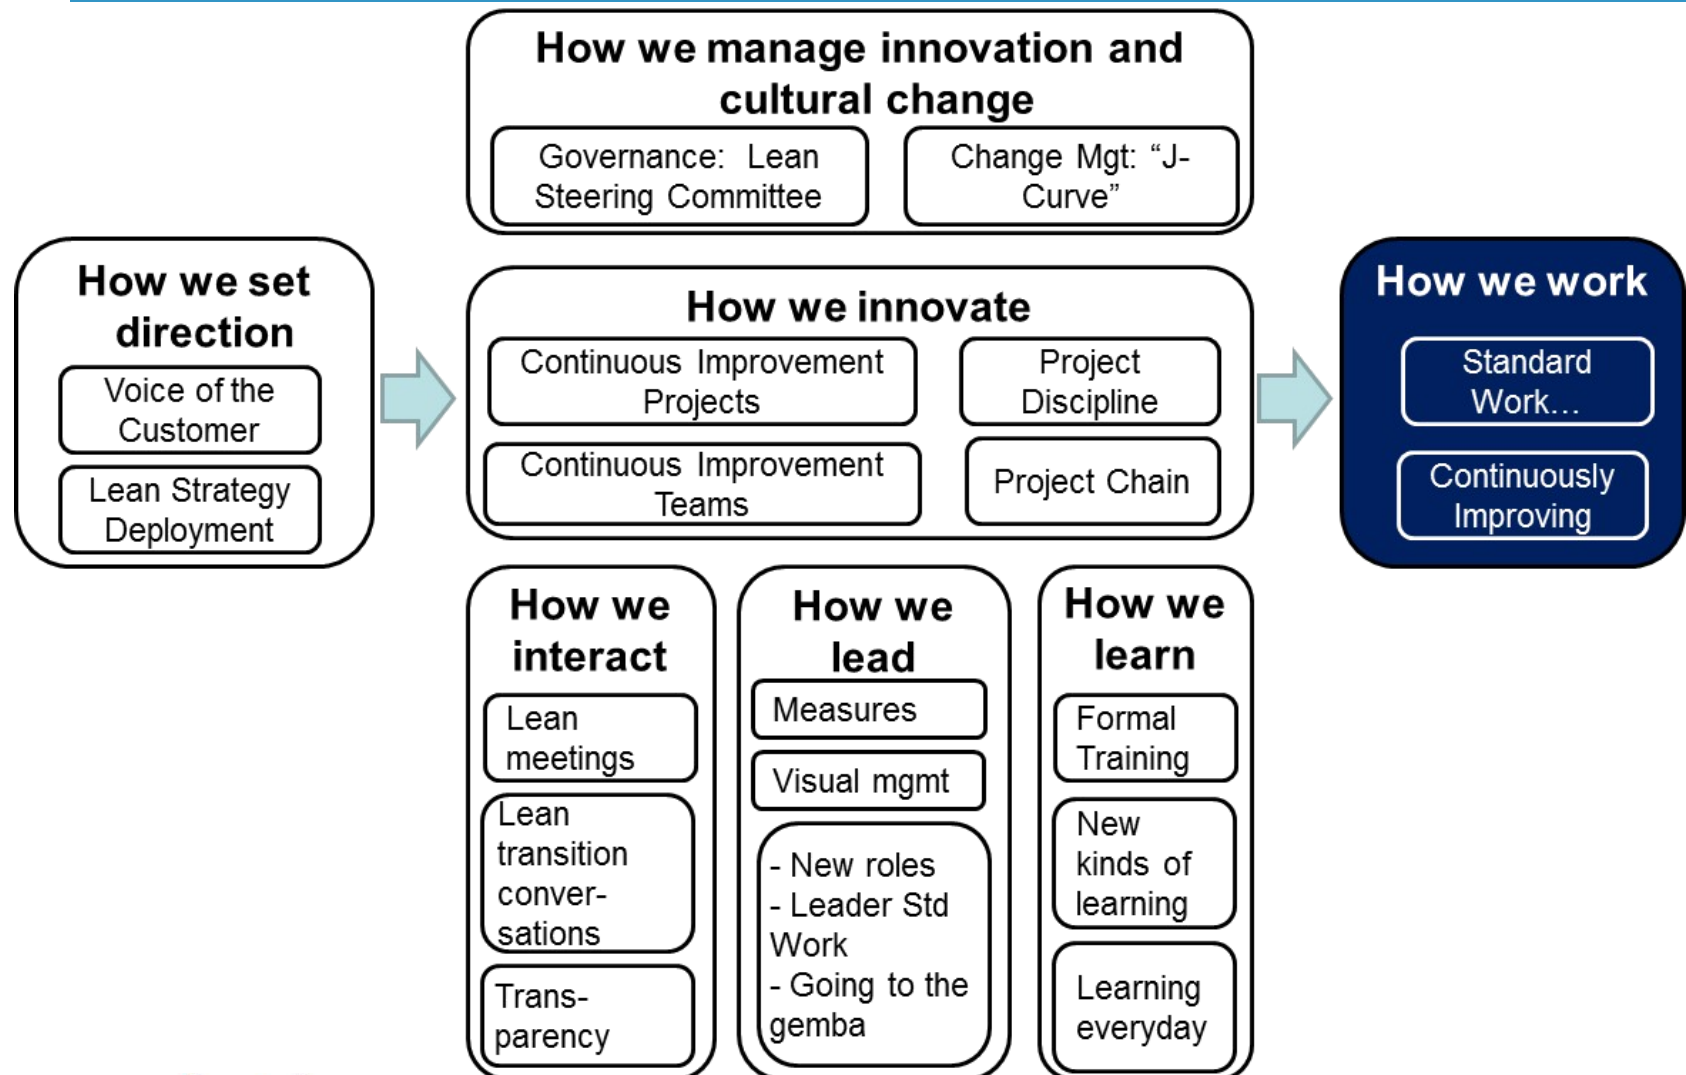 How we manage innovation and
cultural change
Governance: Lean
Steering Committee
Change Mgt: “J-
Curve”
How we set
direction
Voice of the
Customer
Lean Strategy
Deployment
How we innovate
Continuous Improvement
Projects
Project
Discipline
Continuous Improvement
Teams
Project Chain
How we work
Standard
Work…
Continuously
Improving
How we
interact
Lean
meetings
Lean
transition
conver-
sations
Trans-
parency
How we
lead
Measures
Visual mgmt
- New roles
- Leader Std
Work
- Going to the
gemba
How we
learn
Formal
Training
New
kinds of
learning
Learning
everyday